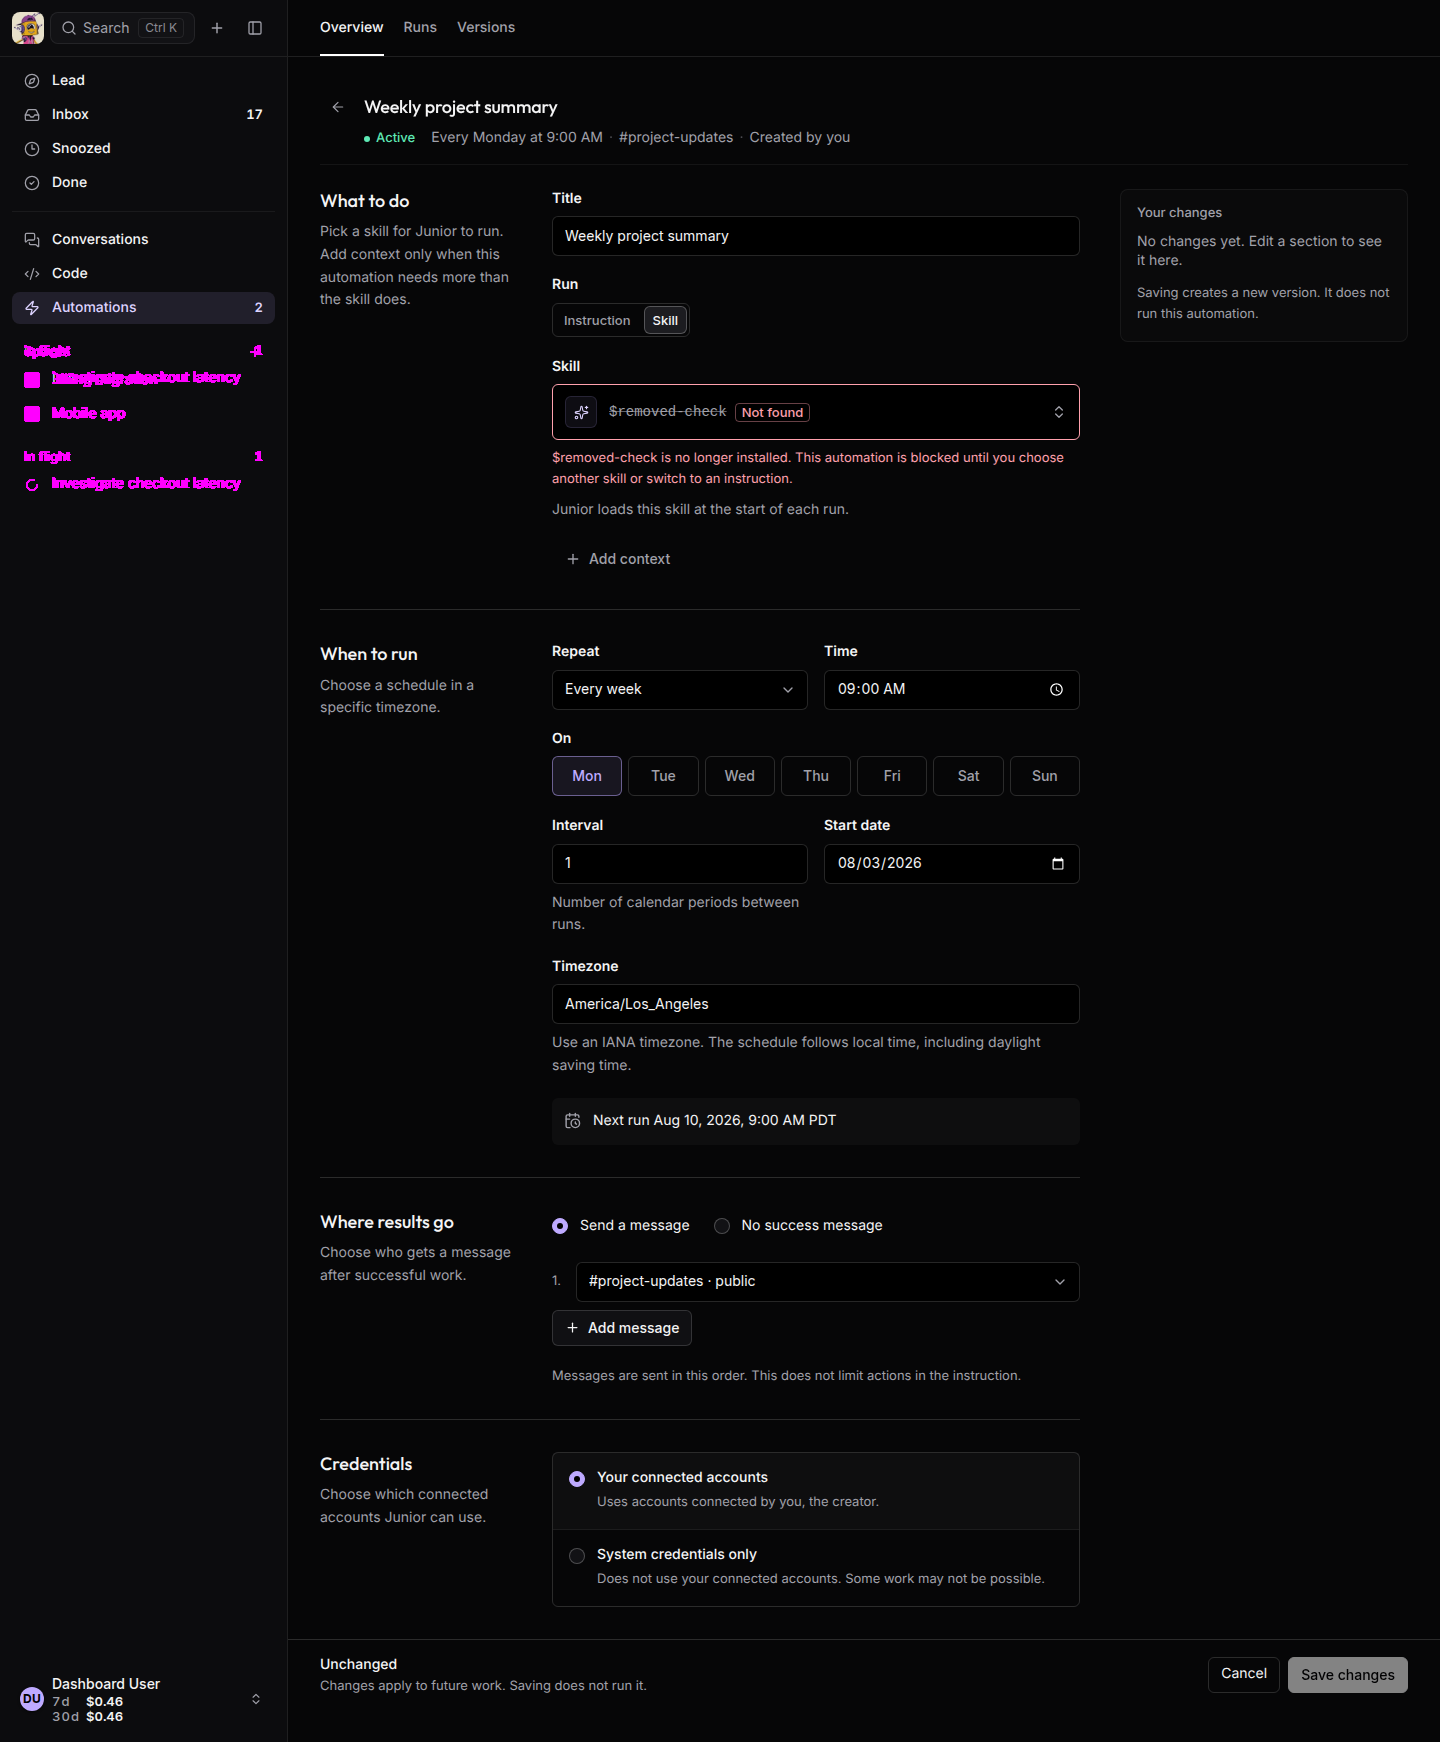 Search Ctrl K
Overview Runs Versions
Lead
Inbox 17
Snoozed
Done
Conversations
Code
Automations 2
Mobile app
In flight 1
Investigate checkout latency
Dashboard User
DU
7d $0.46
30d $0.46
Weekly project summary
Active Every Monday at 9:00 AM · #project-updates · Created by you
What to do
Pick a skill for Junior to run.
Add context only when this
automation needs more than
the skill does.
Title
Weekly project summary
Run
Instruction Skill
Skill
$removed-check Not found
$removed-check is no longer installed. This automation is blocked until you choose
another skill or switch to an instruction.
Junior loads this skill at the start of each run.
Add context
Your changes
No changes yet. Edit a section to see
it here.
Saving creates a new version. It does not
run this automation.
When to run
Choose a schedule in a
specific timezone.
Repeat Time
Every week 09:00 AM
On
Mon Tue Wed Thu Fri Sat Sun
Interval Start date
1 08/03/2026
Number of calendar periods between
runs.
Timezone
America/Los_Angeles
Use an IANA timezone. The schedule follows local time, including daylight
saving time.
Next run Aug 10, 2026, 9:00 AM PDT
Where results go
Choose who gets a message
after successful work.
Send a message No success message
1. #project-updates · public
Add message
Messages are sent in this order. This does not limit actions in the instruction.
Credentials
Choose which connected
accounts Junior can use.
Your connected accounts
Uses accounts connected by you, the creator.
System credentials only
Does not use your connected accounts. Some work may not be possible.
Unchanged
Changes apply to future work. Saving does not run it.
Cancel Save changes